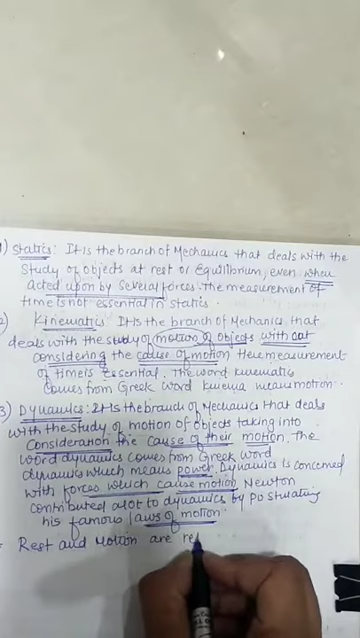 1) Statics: It is the branch of Mechanics that deals with the
study of objects at rest or Equilibrium, even when
acted upon by several forces. The measurement of
time is not essential in statics.
2) Kinematics: It is the branch of Mechanics that
deals with the study of motion of objects with out
considering the cause of motion Here measurement
of time is essential. The word kinematic
comes from Greek word kinema means motion.
3) Dynamics: It is the branch of Mechanics that deals
with the study of motion of objects taking into
Consideration the cause of their motion. The
word dynamics comes from Greek word
dynamis which means power. Dynamics is concerned
with forces which cause motion Newton
contributed a lot to dynamics by postulating
his famous laws of motion.
Rest and Motion are re